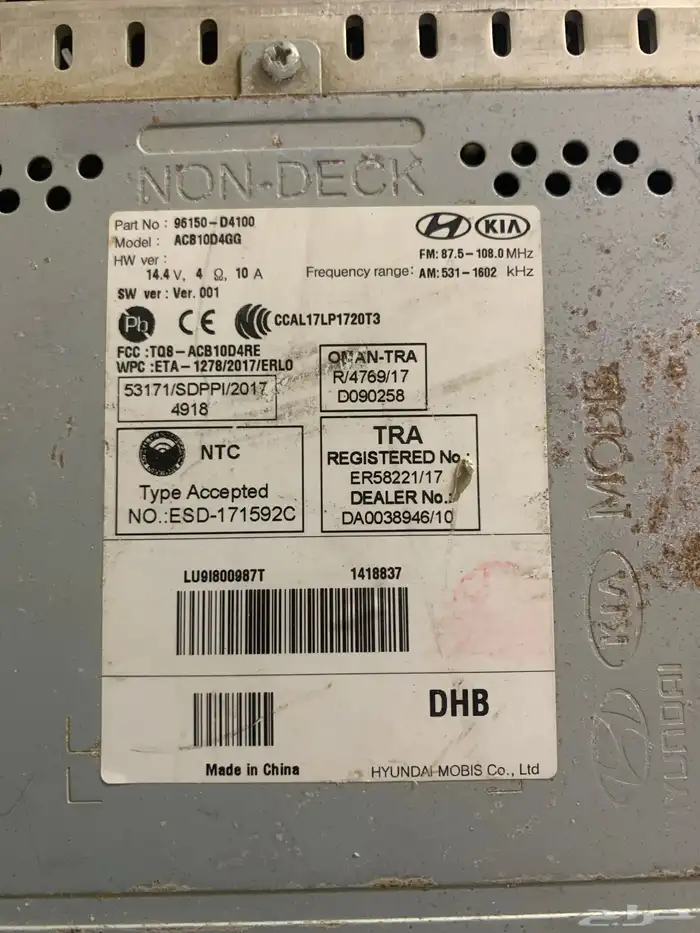 NON-DECK
Part No : 96150-D4100
Model : ACB10D4GG
HW ver :
14.4 V, 4 Ω, 10 A
SW ver : Ver. 001
KIA
FM: 87.5-108.0 MHz
Frequency range: AM: 531-1602 kHz
Pb
CE
CCAL17LP1720T3
FCC :TQ8-ACB10D4RE
WPC :ETA-1278/2017/ERLO
53171/SDPPI/2017
4918
OMAN-TRA
R/4769/17
D090258
NTC
Type Accepted
NO.:ESD-171592C
TRA
REGISTERED No.:
ER58221/17
DEALER No.:
DA0038946/10
LU9I800987T 1418837
DHB
Made in China
HYUNDAI MOBIS Co., Ltd
MOBIS
KIA
HYUNDAI
حراج